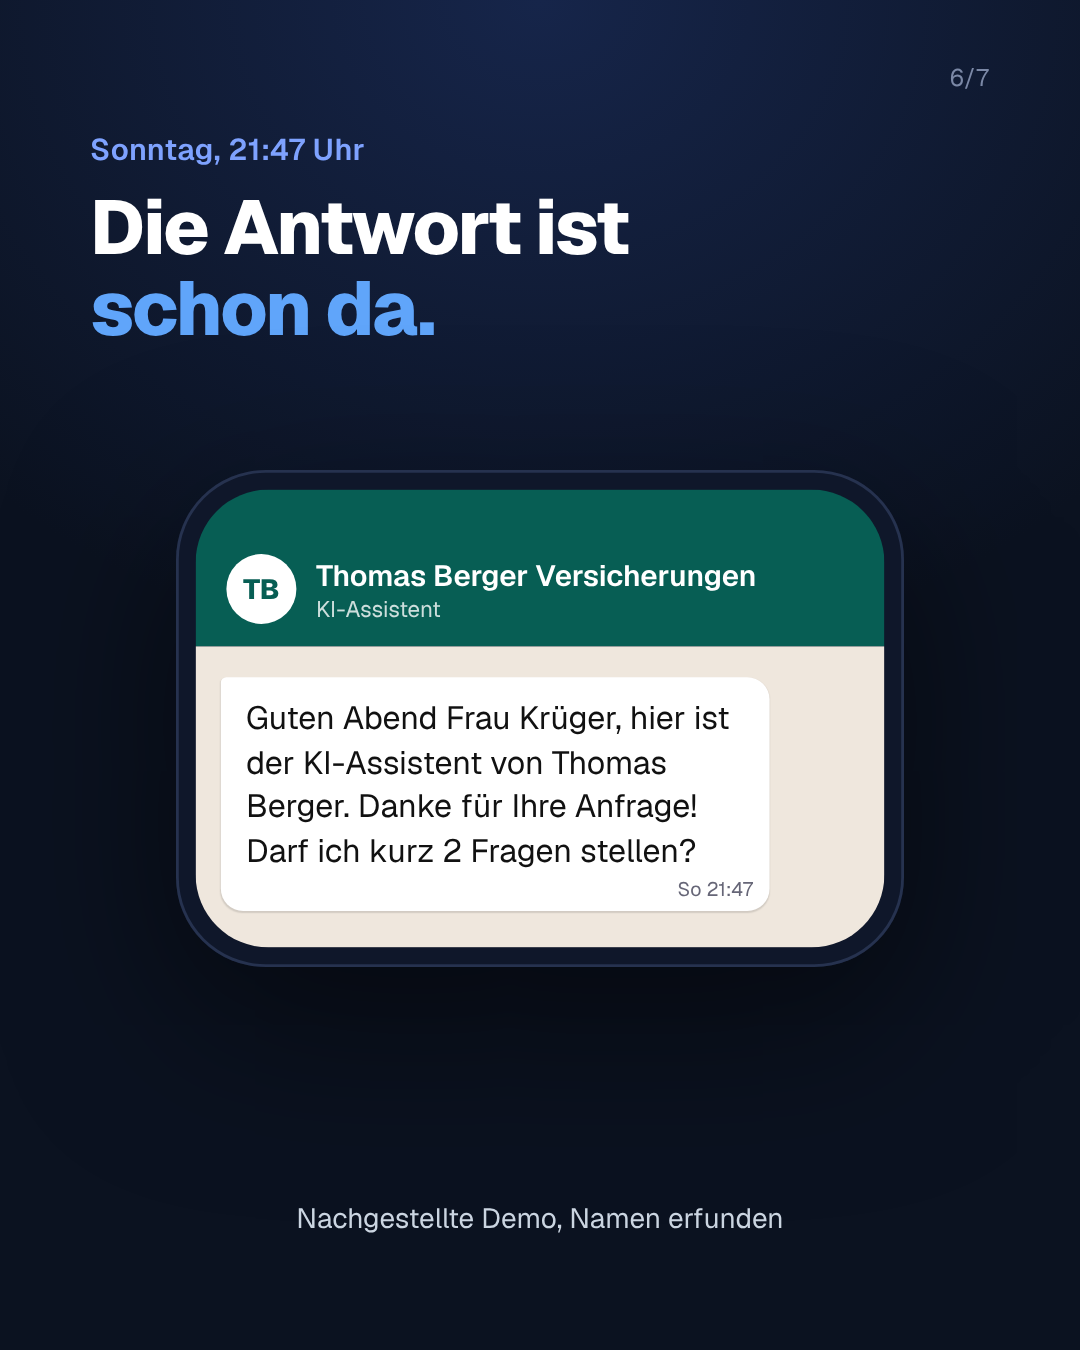 6/7
Sonntag, 21:47 Uhr
Die Antwort ist
schon da.
TB
Thomas Berger Versicherungen
KI-Assistent
Guten Abend Frau Krüger, hier ist
der KI-Assistent von Thomas
Berger. Danke für Ihre Anfrage!
Darf ich kurz 2 Fragen stellen?
So 21:47
Nachgestellte Demo, Namen erfunden